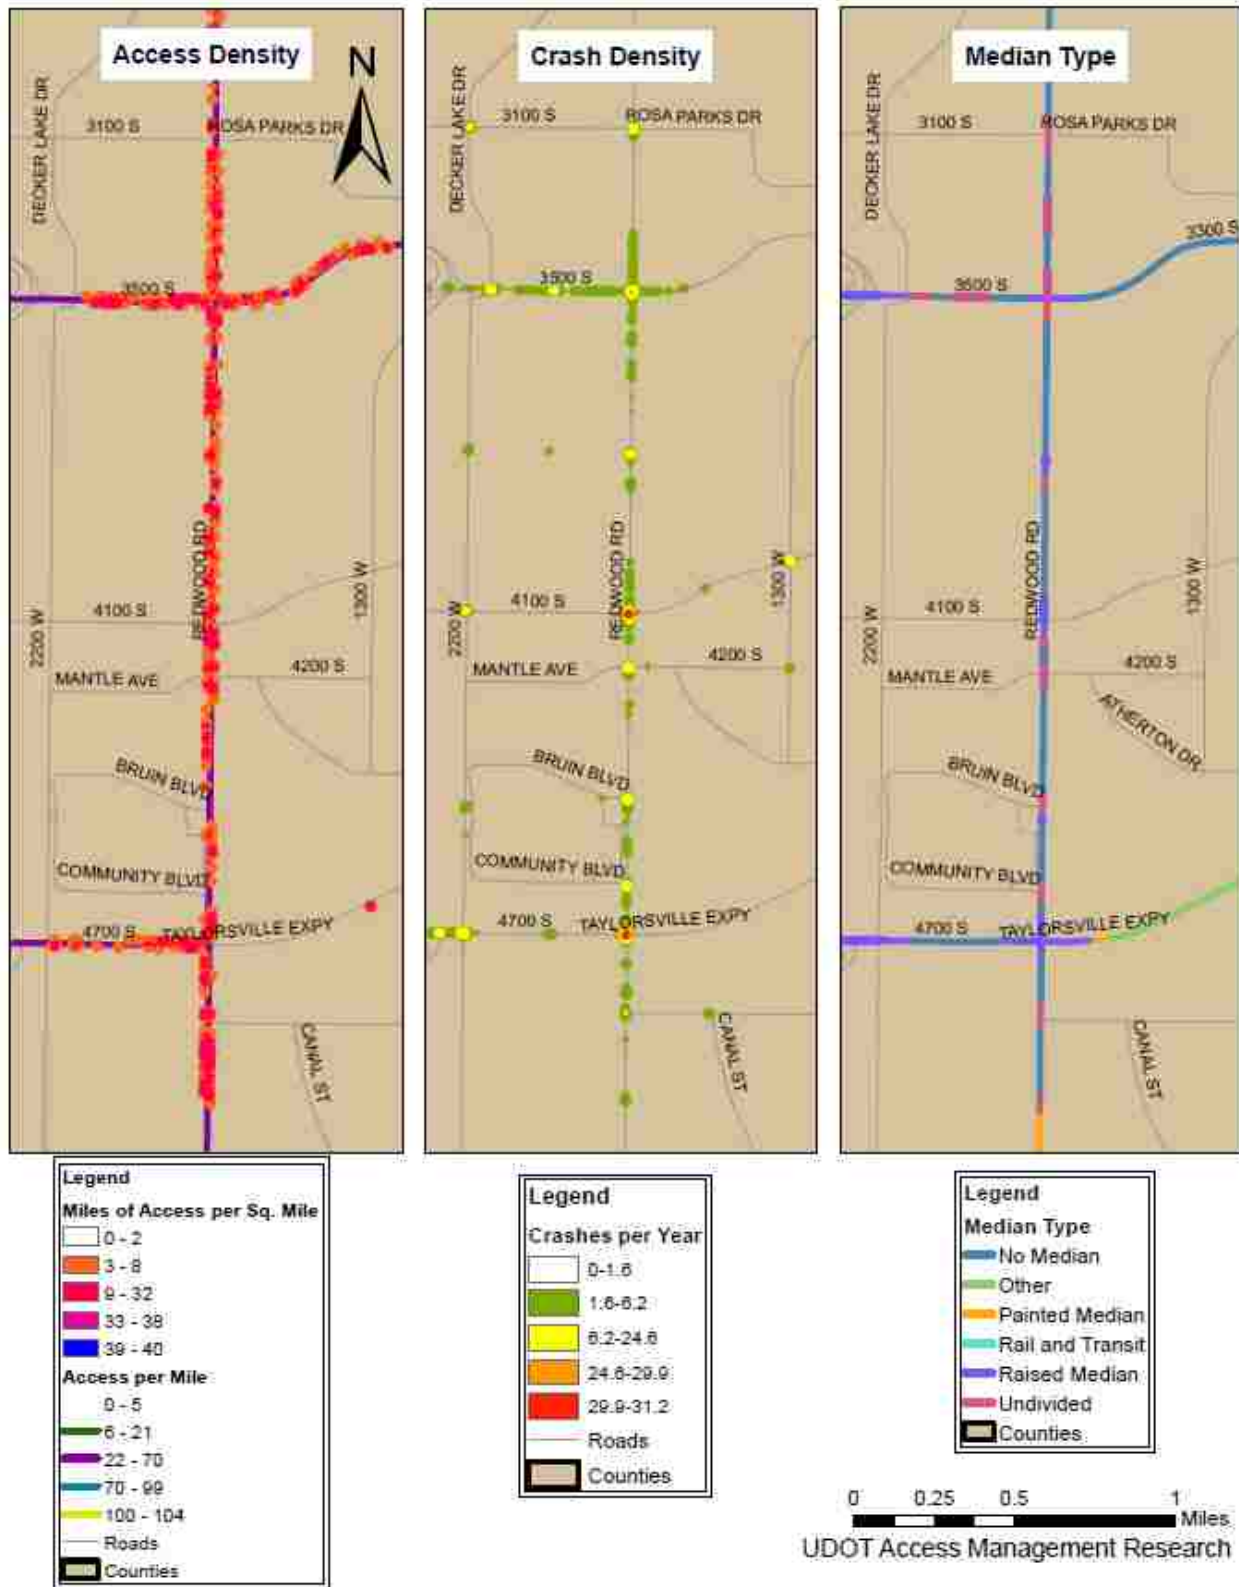 Access Density
N
DECKER LAKE DR
3100 S
ROSA PARKS DR
3500 S
REDWOOD RD
1300 W
2200 W
4100 S
4200 S
MANTLE AVE
BRUIN BLVD
COMMUNITY BLVD
4700 S
TAYLORSVILLE EXPY
CANAL ST
Crash Density
DECKER LAKE DR
3100 S
ROSA PARKS DR
3500 S
REDWOOD RD
1300 W
2200 W
4100 S
4200 S
MANTLE AVE
BRUIN BLVD
COMMUNITY BLVD
4700 S
TAYLORSVILLE EXPY
CANAL ST
Median Type
DECKER LAKE DR
3100 S
ROSA PARKS DR
3300 S
3500 S
REDWOOD RD
1300 W
2200 W
4100 S
4200 S
MANTLE AVE
ATHERTON DR
BRUIN BLVD
COMMUNITY BLVD
4700 S
TAYLORSVILLE EXPY
CANAL ST
Legend
Miles of Access per Sq. Mile
0 - 2
3 - 8
9 - 32
33 - 38
39 - 40
Access per Mile
0 - 5
6 - 21
22 - 70
70 - 99
100 - 104
Roads
Counties
Legend
Crashes per Year
0-1.6
1.6-6.2
6.2-24.6
24.6-29.9
29.9-31.2
Roads
Counties
Legend
Median Type
No Median
Other
Painted Median
Rail and Transit
Raised Median
Undivided
Counties
0 0.25 0.5 1
Miles
UDOT Access Management Research